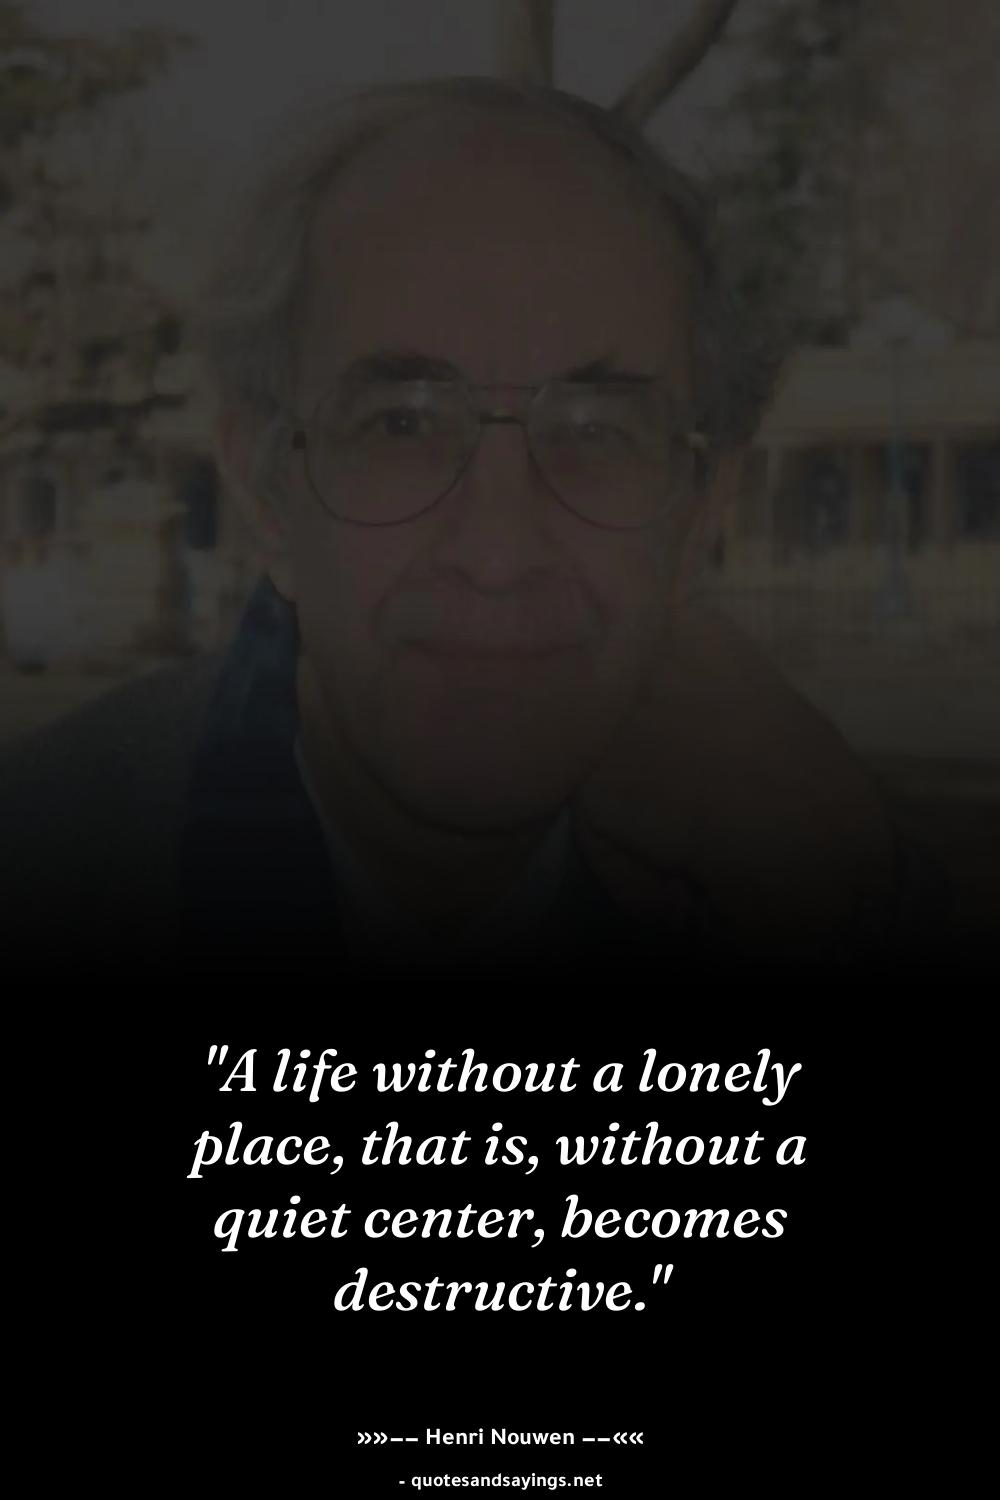 "A life without a lonely
place, that is, without a
quiet center, becomes
destructive."
»»−− Henri Nouwen −−««
- quotesandsayings.net